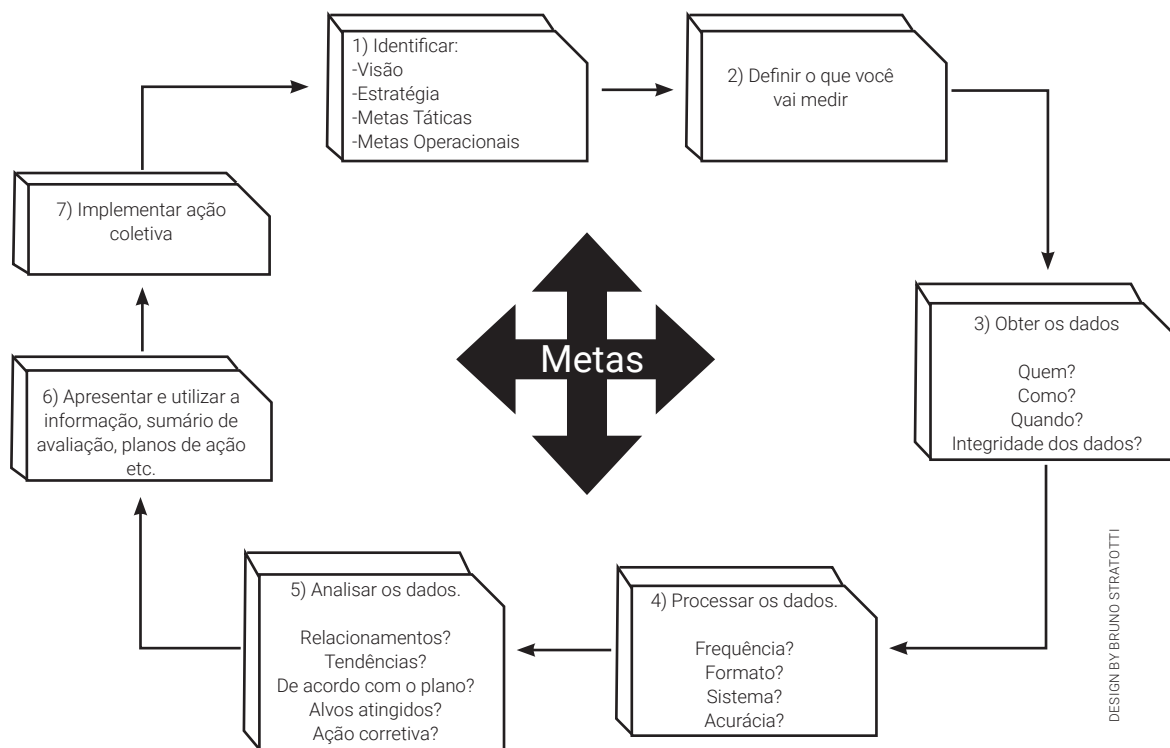 1) Identificar:
-Visão
-Estratégia
-Metas Táticas
-Metas Operacionais
2) Definir o que você
vai medir
3) Obter os dados
Quem?
Como?
Quando?
Integridade dos dados?
4) Processar os dados.
Frequência?
Formato?
Sistema?
Acurácia?
5) Analisar os dados.
Relacionamentos?
Tendências?
De acordo com o plano?
Alvos atingidos?
Ação corretiva?
6) Apresentar e utilizar a
informação, sumário de
avaliação, planos de ação
etc.
7) Implementar ação
coletiva
Metas
DESIGN BY BRUNO STRATOTTI